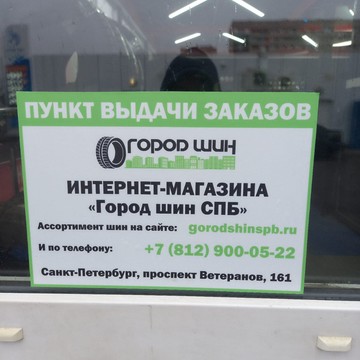 ПУНКТ ВЫДАЧИ ЗАКАЗОВ
ГОРОД ШИН
ИНТЕРНЕТ-МАГАЗИНА
«Город шин СПБ»
Ассортимент шин на сайте: gorodshinspb.ru
И по телефону: +7 (812) 900-05-22
Санкт-Петербург, проспект Ветеранов, 161